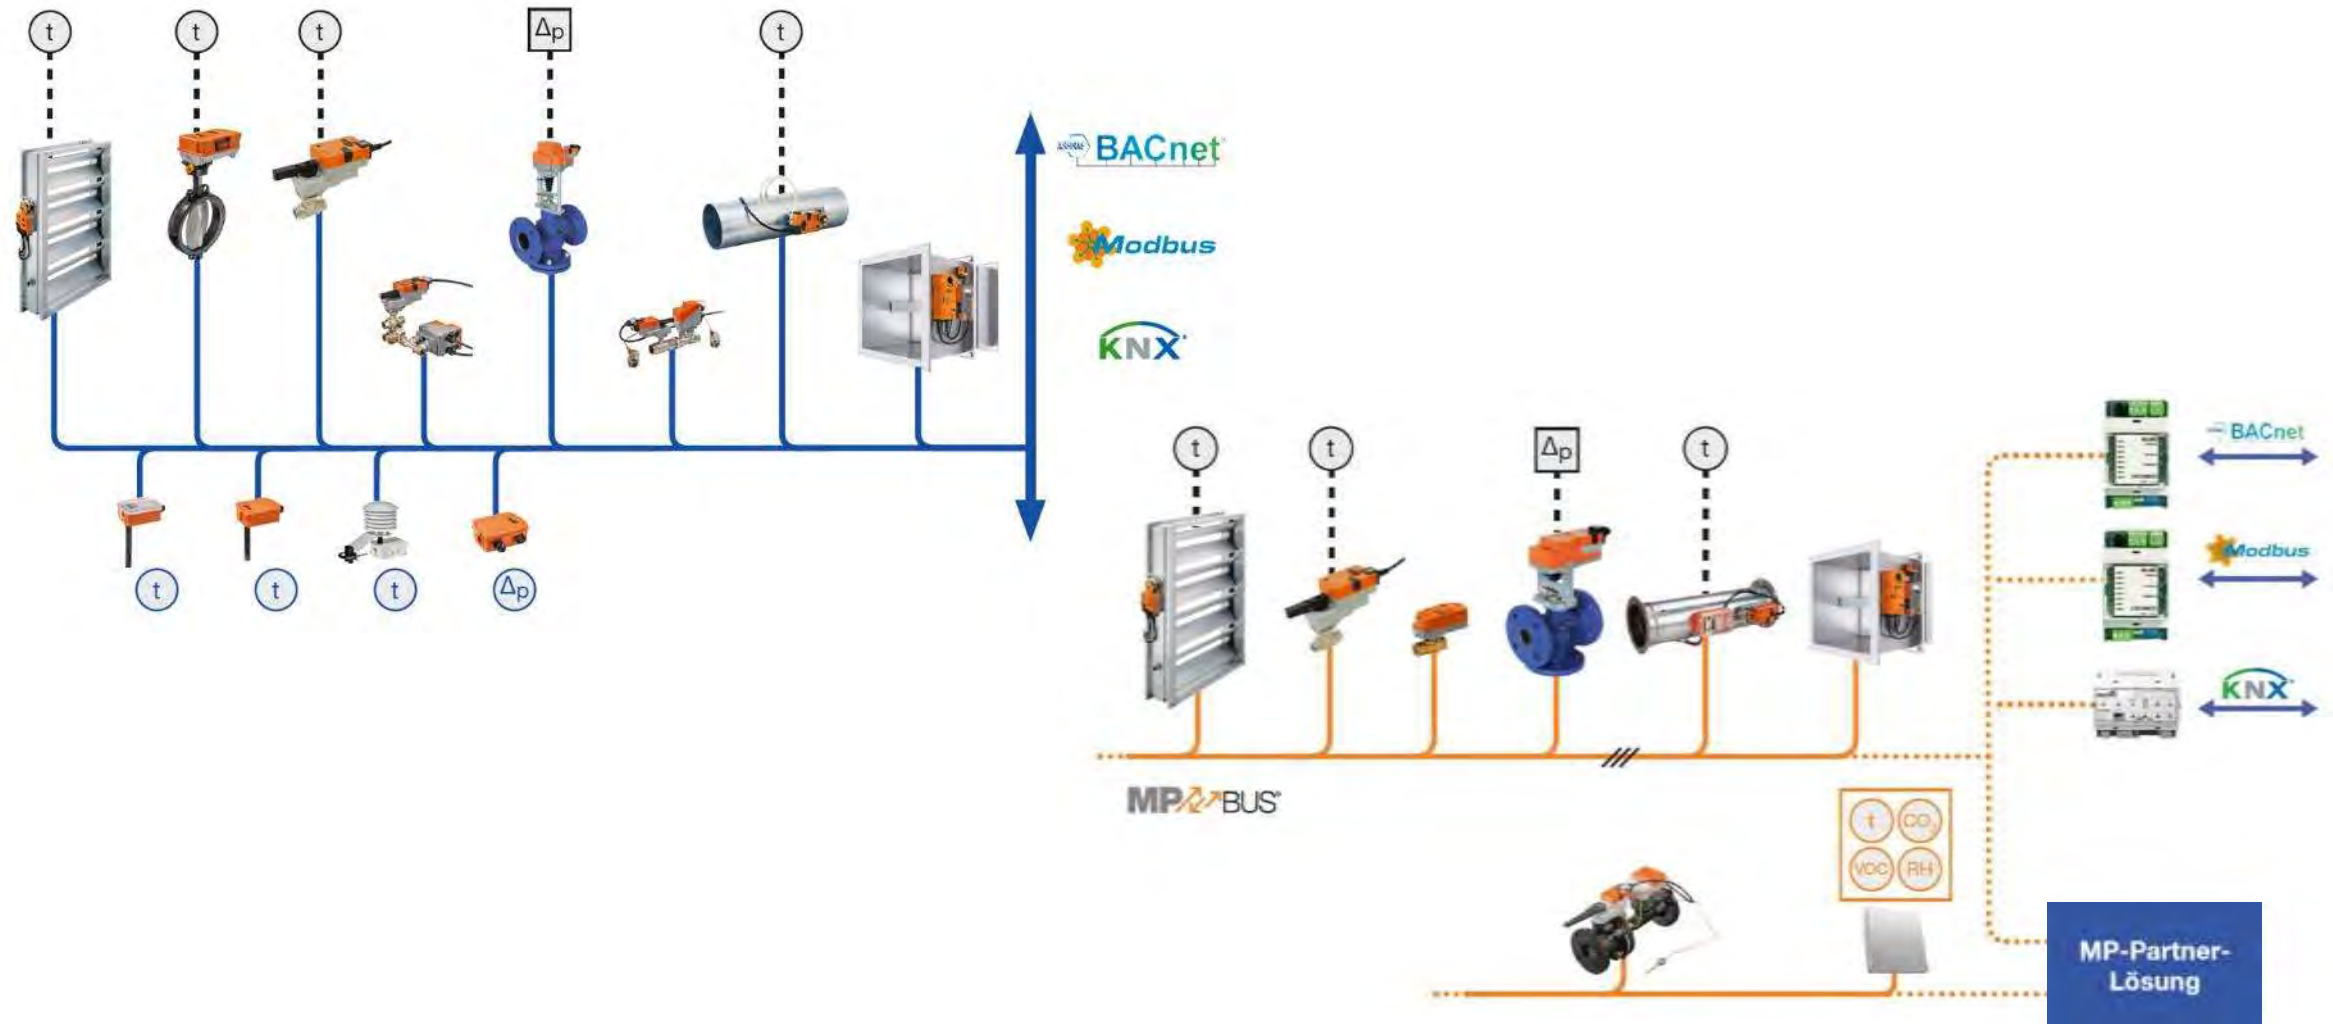 t
t
t
Δp
t
BACnet
Modbus
KNX
t
t
t
Δp
t
t
Δp
t
BACnet
Modbus
KNX
MP BUS®
t
CO₂
VOC
RH
MP-Partner-
Lösung